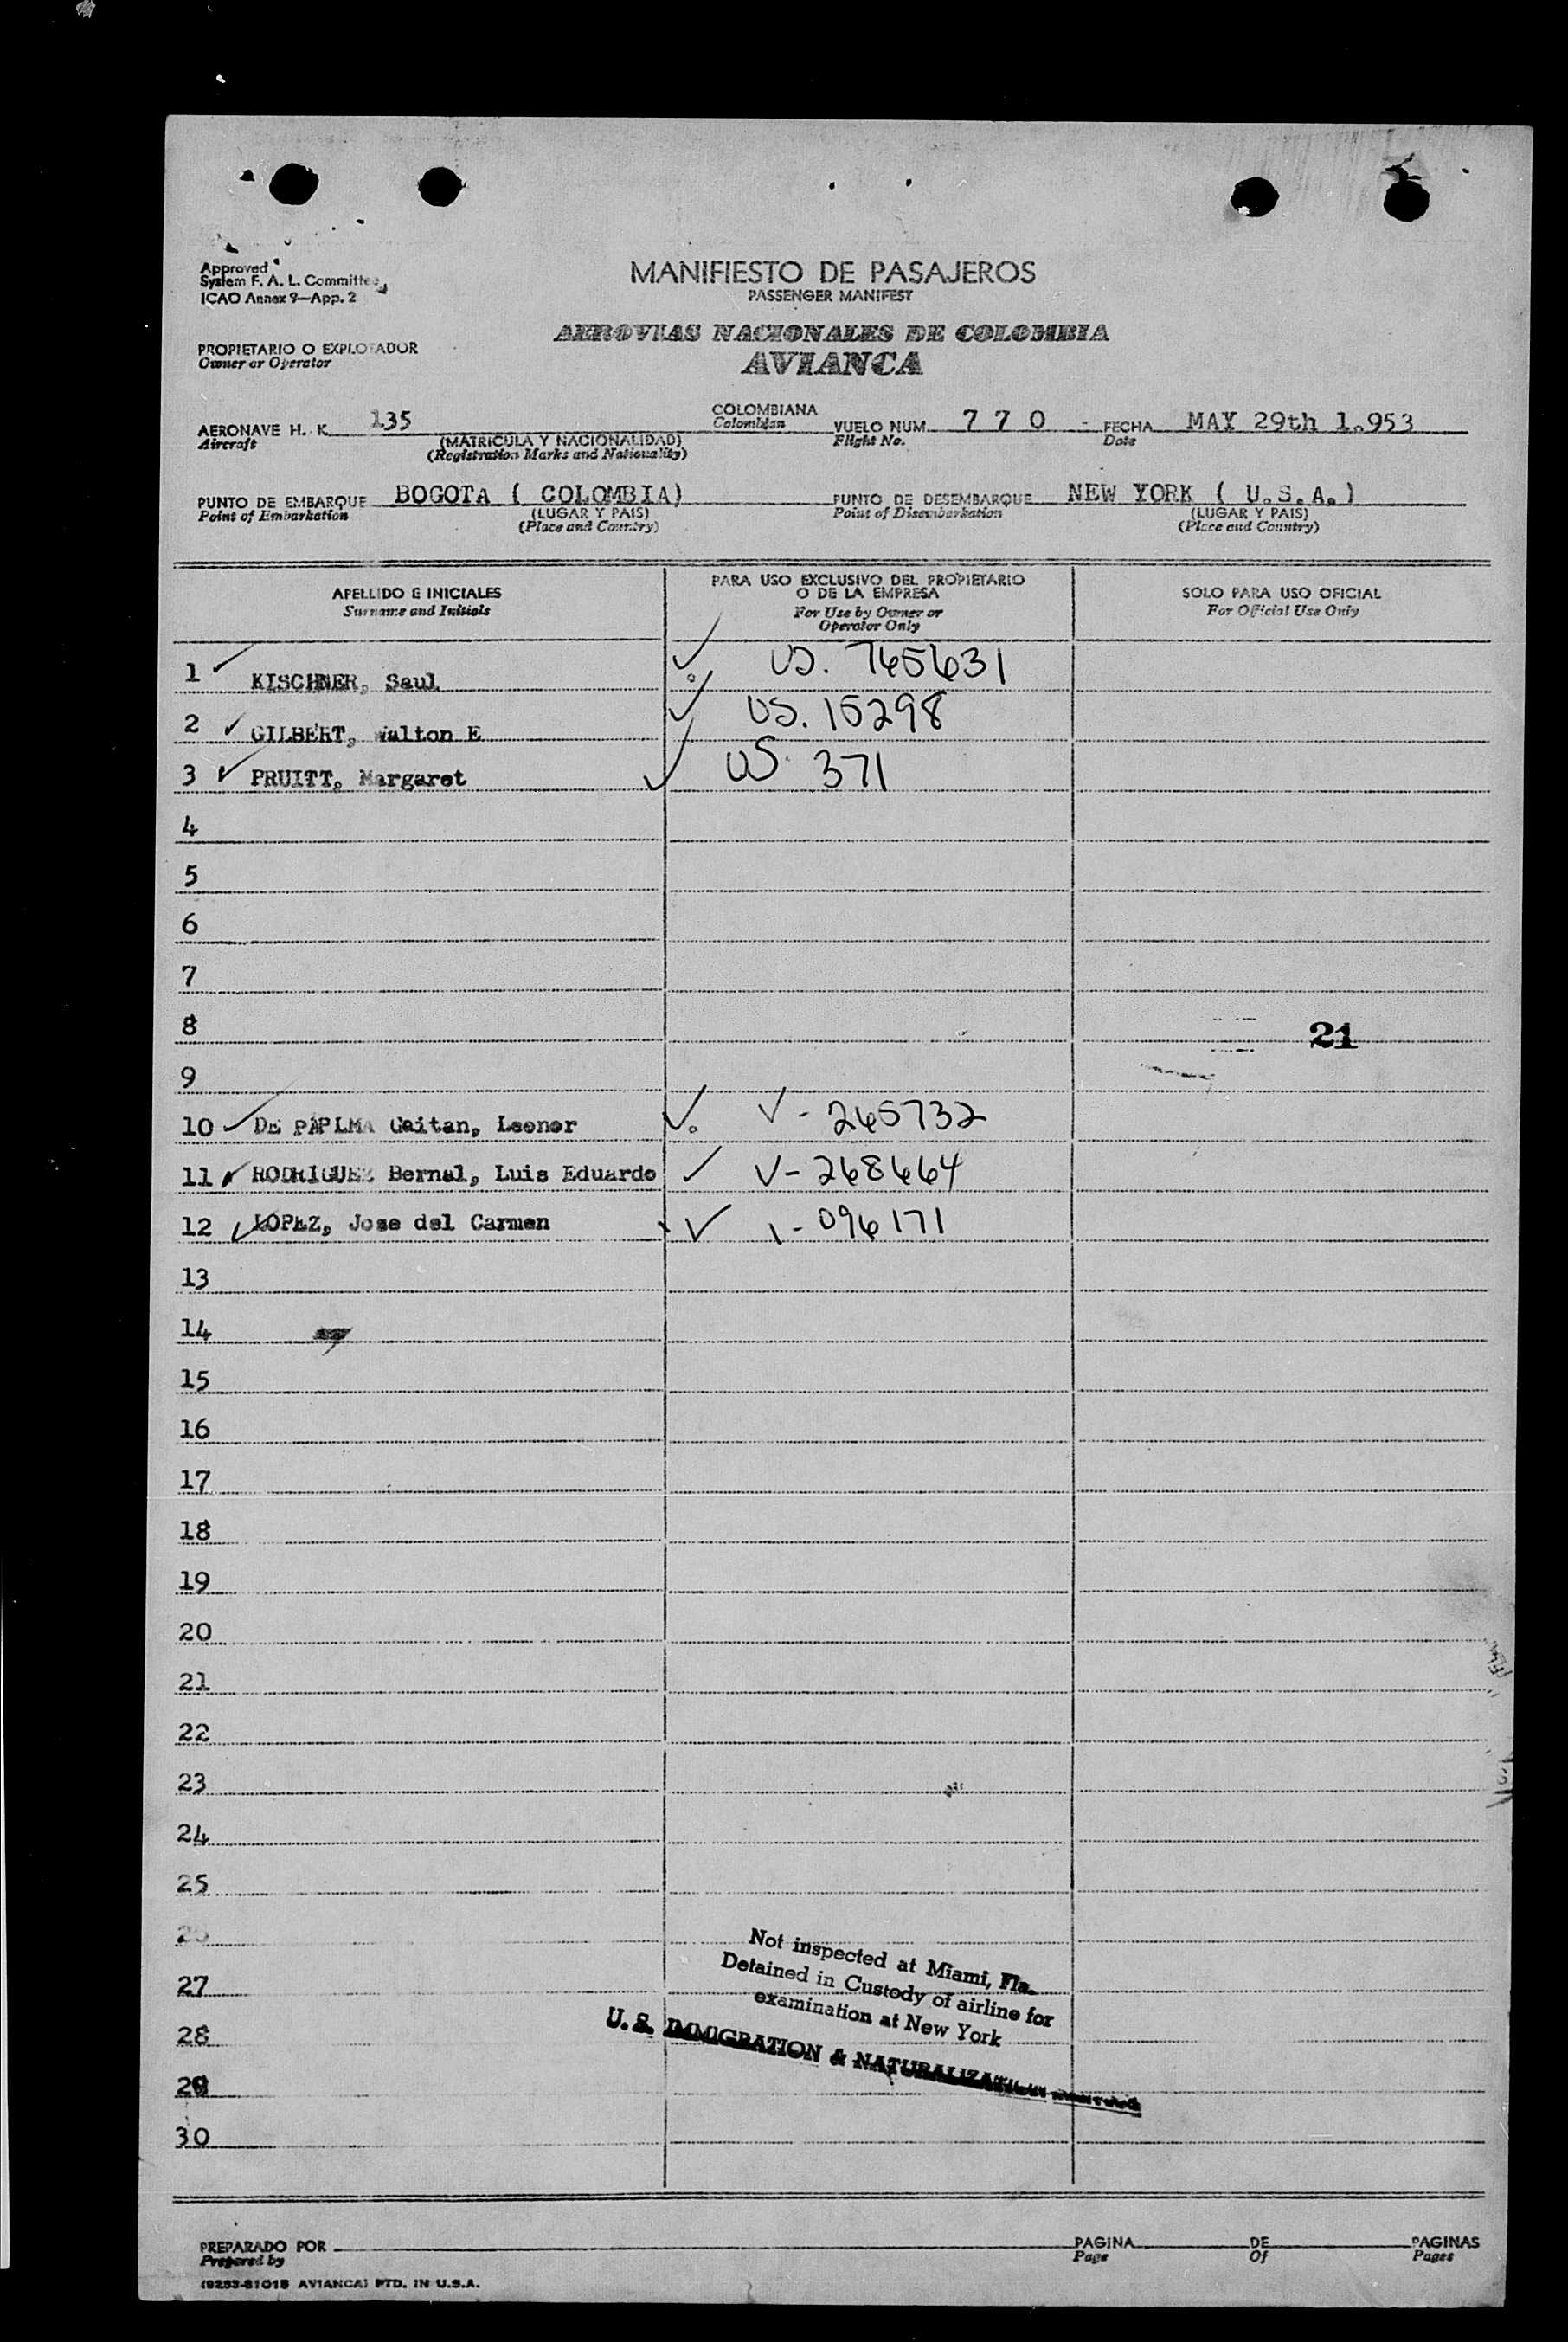 Approved
System F. A. L. Committee
ICAO Annex 9—App. 2
MANIFIESTO DE PASAJEROS
PASSENGER MANIFEST
AEROVIAS NACIONALES DE COLOMBIA
AVIANCA
PROPIETARIO O EXPLOTADOR
Owner or Operator
AERONAVE H. K. 135 COLOMBIANA VUELO NUM. 7 7 0 - FECHA MAY 29th 1.953
Aircraft (MATRICULA Y NACIONALIDAD) Colombian Flight No. Date
(Registration Marks and Nationality)
PUNTO DE EMBARQUE BOGOTA ( COLOMBIA) PUNTO DE DESEMBARQUE NEW YORK ( U.S.A.)
Point of Embarkation (LUGAR Y PAIS) Point of Disembarkation (LUGAR Y PAIS)
(Place and Country) (Place and Country)
APELLIDO E INICIALES PARA USO EXCLUSIVO DEL PROPIETARIO SOLO PARA USO OFICIAL
O DE LA EMPRESA
Surname and Initials For Use by Owner or For Official Use Only
Operator Only
1 ✓ KISCHNER, Saul ✓ US. 745631
2 ✓ GILBERT, Walton E ✓ US. 15298
3 ✓ PRUITT, Margaret ✓ US. 371
4
5
6
7
8 21
9
10 ✓ DE Gaitan, Leonor ✓ V - 245732
11 ✓ RODRIGUEZ Bernal, Luis Eduardo ✓ V - 268664
12 ✓ LOPEZ, Jose del Carmen ✓ 1 - 096171
13
14
15
16
17
18
19
20
21
22
23
24
25
26
27
28
29
30
Not inspected at Miami, Fla.
Detained in Custody of airline for
examination at New York
U. S. IMMIGRATION & NATURALIZATION
PREPARADO POR PAGINA DE PAGINAS
Prepared by Page Of Pages
(9253-81015 AVIANCA) PTD. IN U.S.A.